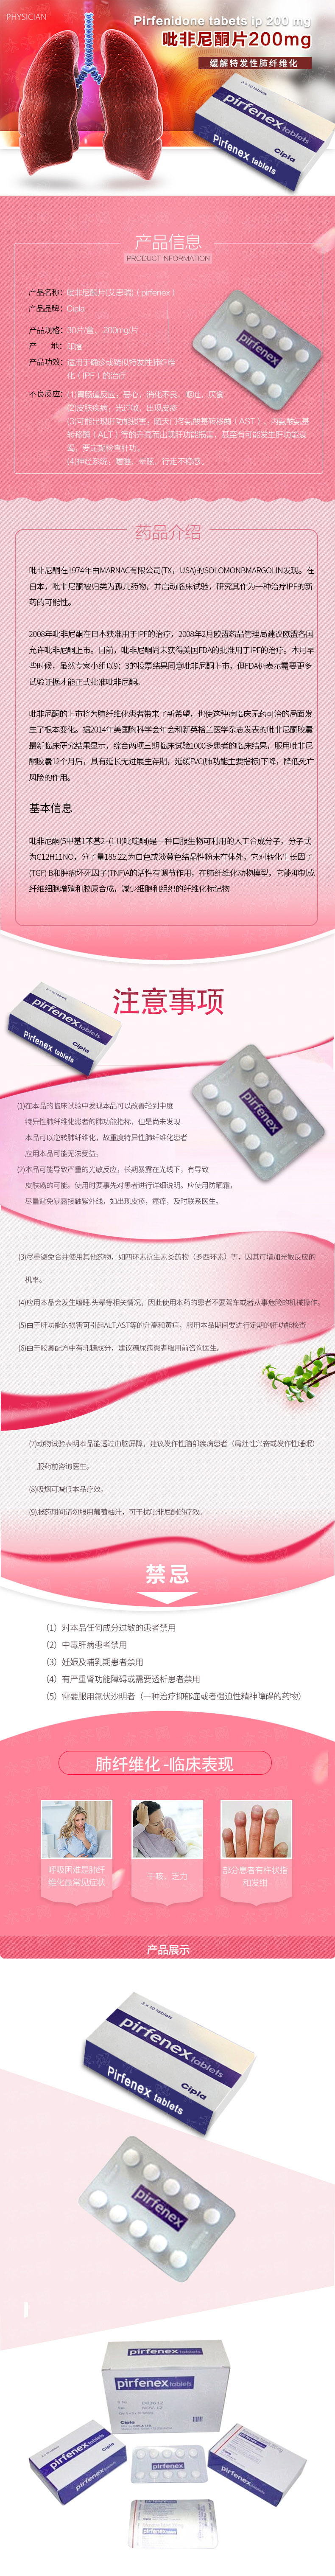 PHYSICIAN
Pirfenidone tabets ip 200 mg
吡非尼酮片200mg
缓解特发性肺纤维化
3 x 10 tablets
pirfenex tablets
Cipla
Pirfenex tablets
产品信息
PRODUCT INFORMATION
产品名称：吡非尼酮片(艾思瑞)（pirfenex）
产品品牌：Cipla
产品规格：30片/盒、200mg/片
产 地：印度
产品功效：适用于确诊或疑似特发性肺纤维
化（IPF）的治疗
不良反应：(1)胃肠道反应：恶心，消化不良，呕吐，厌食
(2)皮肤疾病：光过敏、出现皮疹
(3)可能出现肝功能损害：随天门冬氨酸基转移酶（AST），丙氨酸氨基
转移酶（ALT）等的升高而出现肝功能损害，甚至有可能发生肝功能衰
竭，要定期检查肝功。
(4)神经系统：嗜睡、晕眩、行走不稳感。
pirfenex
药品介绍
吡非尼酮在1974年由MARNAC有限公司(TX，USA)的SOLOMONBMARGOLIN发现。在
日本，吡非尼酮被归类为孤儿药物，并启动临床试验，研究其作为一种治疗IPF的新
药的可能性。
2008年吡非尼酮在日本获准用于IPF的治疗，2008年2月欧盟药品管理局建议欧盟各国
允许吡非尼酮上市。目前，吡非尼酮尚未获得美国FDA的批准用于IPF的治疗。本月早
些时候，虽然专家小组以9：3的投票结果同意吡非尼酮上市，但FDA仍表示需要更多
试验证据才能正式批准吡非尼酮。
吡非尼酮的上市将为肺纤维化患者带来了新希望，也使这种病临床无药可治的局面发
生了根本变化。据2014年美国胸科学会年会和新英格兰医学杂志发表的吡非尼酮胶囊
最新临床研究结果显示，综合两项三期临床试验1000多患者的临床结果，服用吡非尼
酮胶囊12个月后，具有延长无进展生存期，延缓FVC(肺功能主要指标)下降，降低死亡
风险的作用。
基本信息
吡非尼酮(5甲基1苯基2 -(1 H)吡啶酮)是一种口服生物可利用的人工合成分子，分子式
为C12H11NO，分子量185.22,为白色或淡黄色结晶性粉末在体外，它对转化生长因子
(TGF) B和肿瘤坏死因子(TNF)A的活性有调节作用，在肺纤维化动物模型，它能抑制成
纤维细胞增殖和胶原合成，减少细胞和组织的纤维化标记物
3 x 10 tablets
pirfenex tablets
Cipla
Pirfenex tablets
注意事项
pirfenex
(1)在本品的临床试验中发现本品可以改善轻到中度
特异性肺纤维化患者的肺功能指标，但是尚未发现
本品可以逆转肺纤维化，故重度特异性肺纤维化患者
应用本品可能无法受益。
(2)本品可能导致严重的光敏反应，长期暴露在光线下，有导致
皮肤癌的可能。使用时要事先对患者进行详细说明。应使用防晒霜，
尽量避免暴露接触紫外线，如出现皮疹，瘙痒，及时联系医生。
(3)尽量避免合并使用其他药物，如四环素抗生素类药物（多西环素）等，因其可增加光敏反应的
机率。
(4)应用本品会发生嗜睡,头晕等相关情况，因此使用本药的患者不要驾车或者从事危险的机械操作。
(5)由于肝功能的损害可引起ALT,AST等的升高和黄疸，服用本品期间要进行定期的肝功能检查
(6)由于胶囊配方中有乳糖成分，建议糖尿病患者服用前咨询医生。
(7)动物试验表明本品能透过血脑屏障，建议发作性脑部疾病患者（局灶性兴奋或发作性睡眠）
服药前咨询医生。
(8)吸烟可减低本品疗效。
(9)服药期间请勿服用葡萄柚汁，可干扰吡非尼酮的疗效。
禁忌
（1）对本品任何成分过敏的患者禁用
（2）中毒肝病患者禁用
（3）妊娠及哺乳期患者禁用
（4）有严重肾功能障碍或需要透析患者禁用
（5）需要服用氟伏沙明者（一种治疗抑郁症或者强迫性精神障碍的药物）
肺纤维化 -临床表现
呼吸困难是肺纤
维化最常见症状
干咳、乏力
部分患者有杵状指
和发绀
产品展示
3 x 10 tablets
pirfenex tablets
Cipla
Pirfenex tablets
pirfenex
pirfenex tablets
pirfenex tablets
Cipla
pirfenex tablets
pirfenex
pirfenex tablets